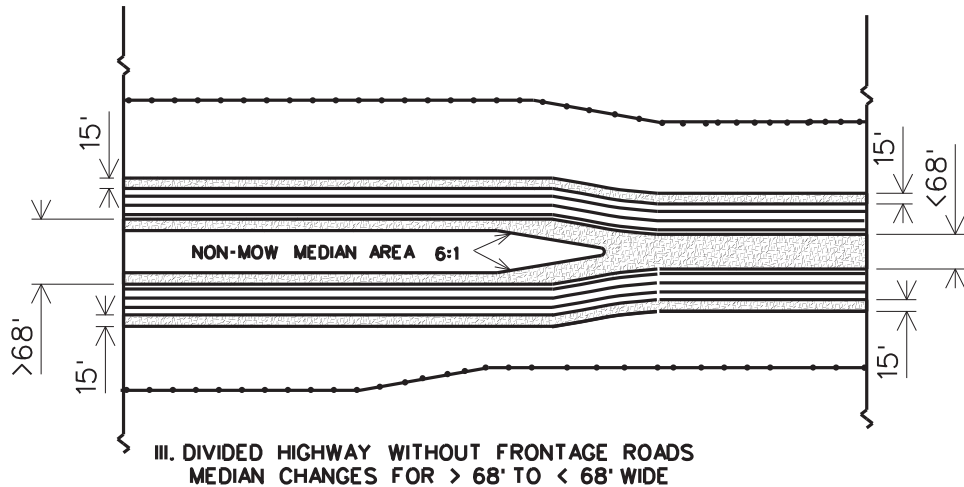 15'
15'
<68'
NON-MOW MEDIAN AREA 6:1
>68'
15'
15'
III. DIVIDED HIGHWAY WITHOUT FRONTAGE ROADS
MEDIAN CHANGES FOR > 68' TO < 68' WIDE